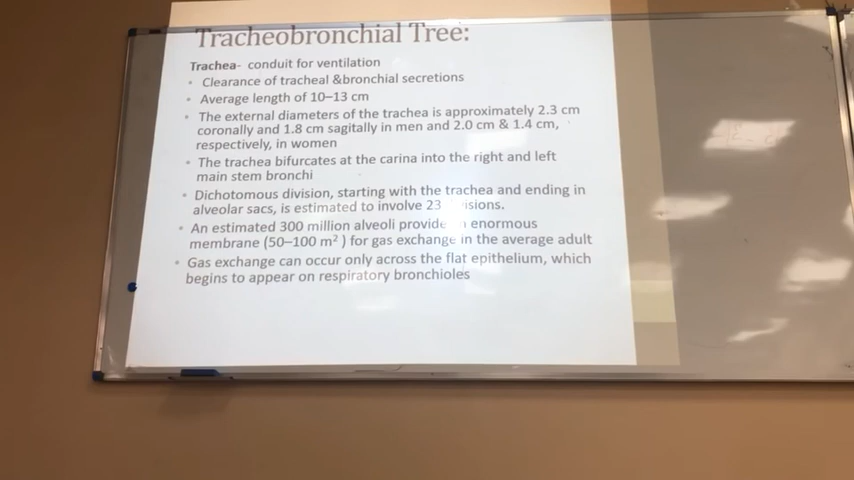 Tracheobronchial Tree:
Trachea- conduit for ventilation
• Clearance of tracheal &bronchial secretions
• Average length of 10–13 cm
• The external diameters of the trachea is approximately 2.3 cm
coronally and 1.8 cm sagitally in men and 2.0 cm & 1.4 cm,
respectively, in women
• The trachea bifurcates at the carina into the right and left
main stem bronchi
• Dichotomous division, starting with the trachea and ending in
alveolar sacs, is estimated to involve 23
• An estimated 300 million alveoli provide enormous
membrane (50–100 m²) for gas exchange in the average adult
• Gas exchange can occur only across the flat epithelium, which
begins to appear on respiratory bronchioles